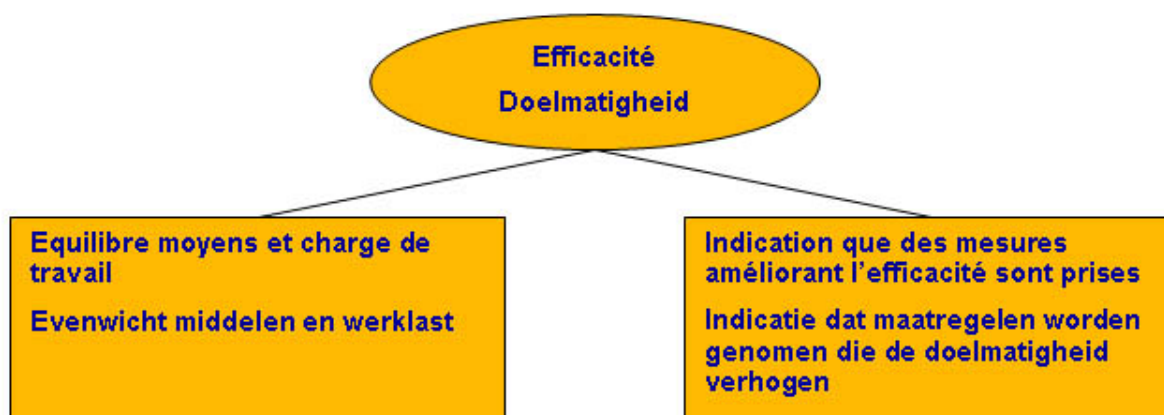 Efficacité
Doelmatigheid
Equilibre moyens et charge de
travail
Evenwicht middelen en werklast
Indication que des mesures
améliorant l'efficacité sont prises
Indicatie dat maatregelen worden
genomen die de doelmatigheid
verhogen